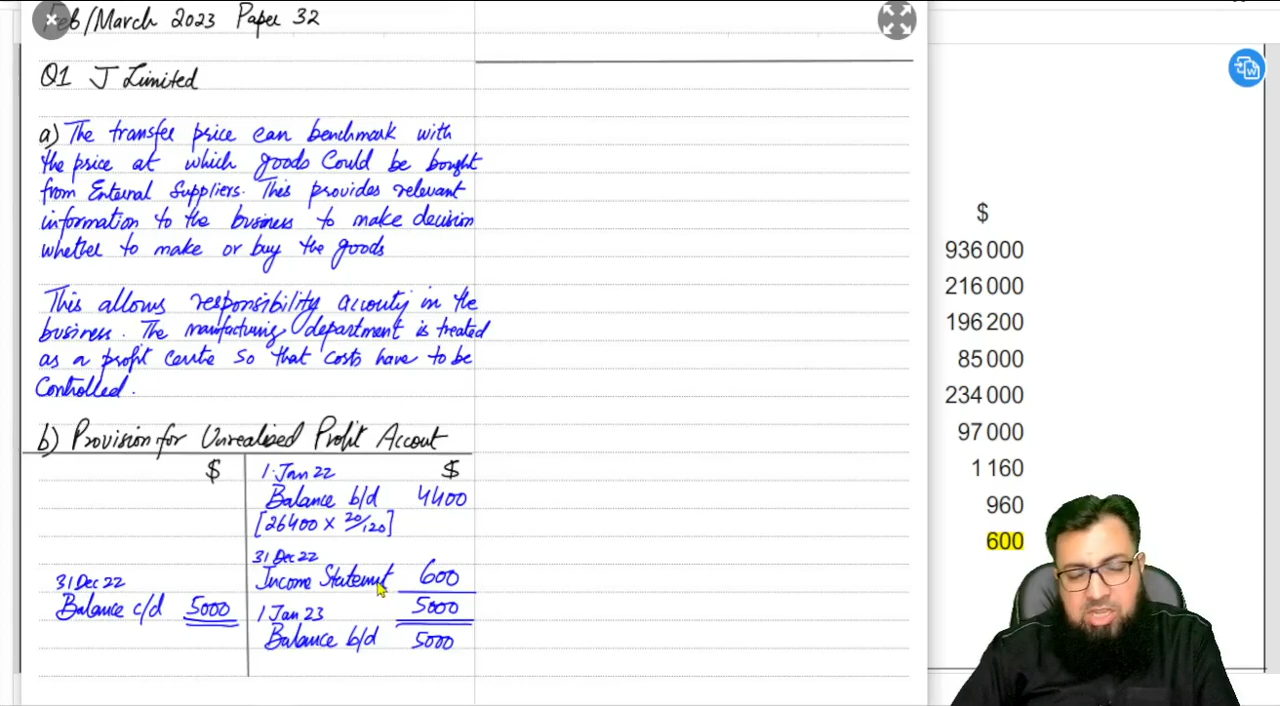 Feb/March 2023 Paper 32
Q1 J Limited
a) The transfer price can benchmark with
the price at which goods could be bought
from External Suppliers. This provides relevant
information to the business to make decision
whether to make or buy the goods
This allows responsibility accouty in the
business. The manufacturing department is treated
as a profit centre so that costs have to be
Controlled.
b) Provision for Unrealised Profit Accout
$ 1 Jan 22 $
Balance b/d 4400
[26400 × 20/120]
31 Dec 22
Income Statemnt 600
31 Dec 22
Balance c/d 5000 5000
1 Jan 23
Balance b/d 5000
$
936 000
216 000
196 200
85 000
234 000
97 000
1 160
960
600
W